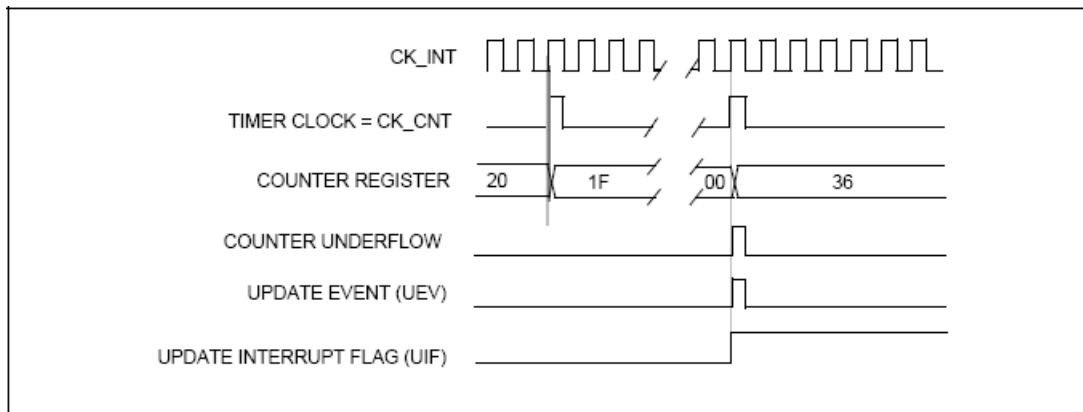 CK_INT
TIMER CLOCK = CK_CNT
COUNTER REGISTER 20 1F 00 36
COUNTER UNDERFLOW
UPDATE EVENT (UEV)
UPDATE INTERRUPT FLAG (UIF)